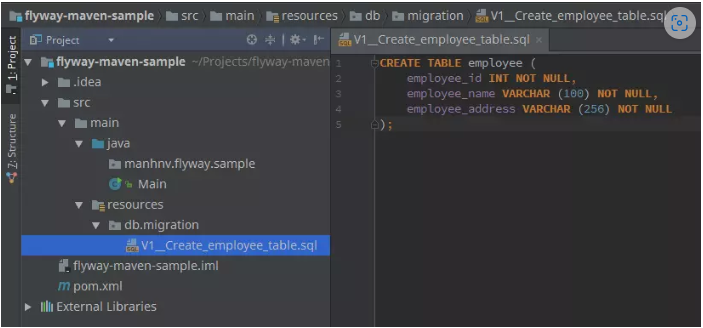 flyway-maven-sample src main resources db migration V1__Create_employee_table.sql
1: Project
7: Structure
Project
V1__Create_employee_table.sql
flyway-maven-sample ~/Projects/flyway-maven
.idea
src
main
java
manhnv.flyway.sample
Main
resources
db.migration
V1__Create_employee_table.sql
flyway-maven-sample.iml
pom.xml
External Libraries
1 CREATE TABLE employee (
2 employee_id INT NOT NULL,
3 employee_name VARCHAR (100) NOT NULL,
4 employee_address VARCHAR (256) NOT NULL
5 );